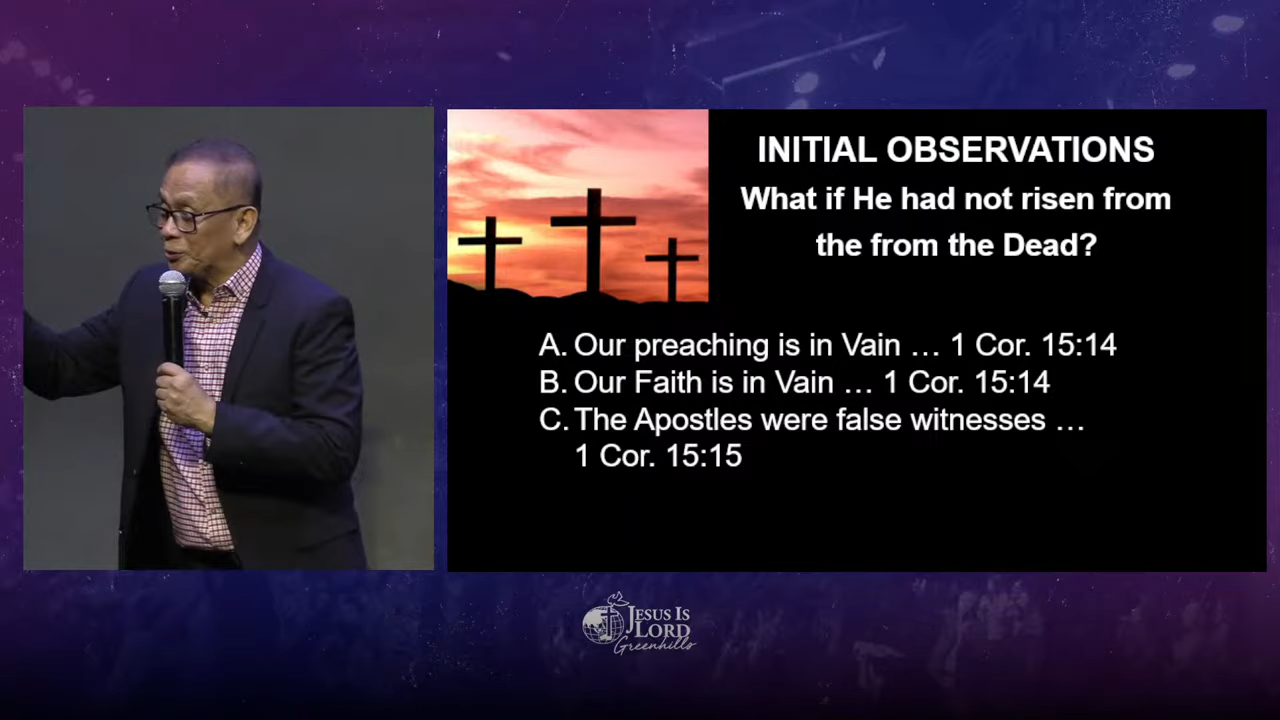 INITIAL OBSERVATIONS
What if He had not risen from
the from the Dead?
A. Our preaching is in Vain … 1 Cor. 15:14
B. Our Faith is in Vain … 1 Cor. 15:14
C. The Apostles were false witnesses …
1 Cor. 15:15
JESUS IS
LORD
Greenhills